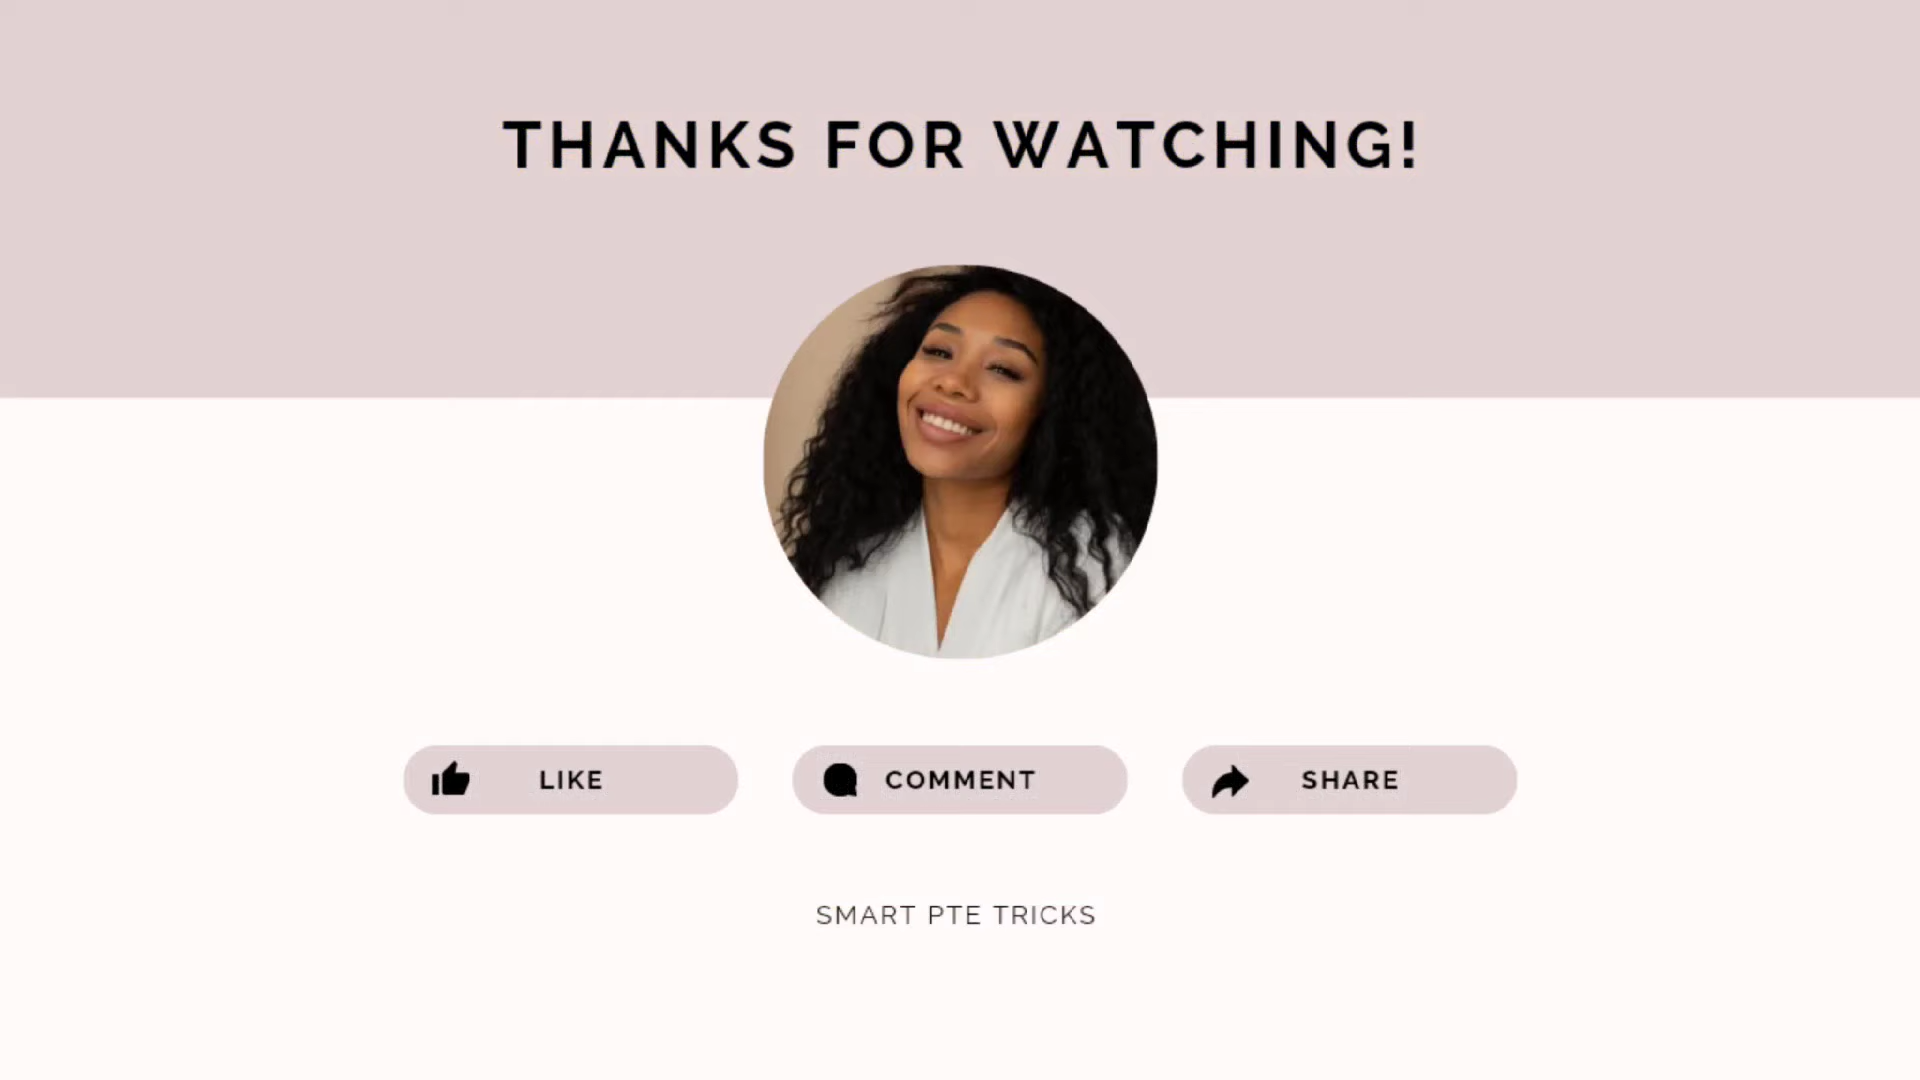 THANKS FOR WATCHING!
LIKE
COMMENT
SHARE
SMART PTE TRICKS